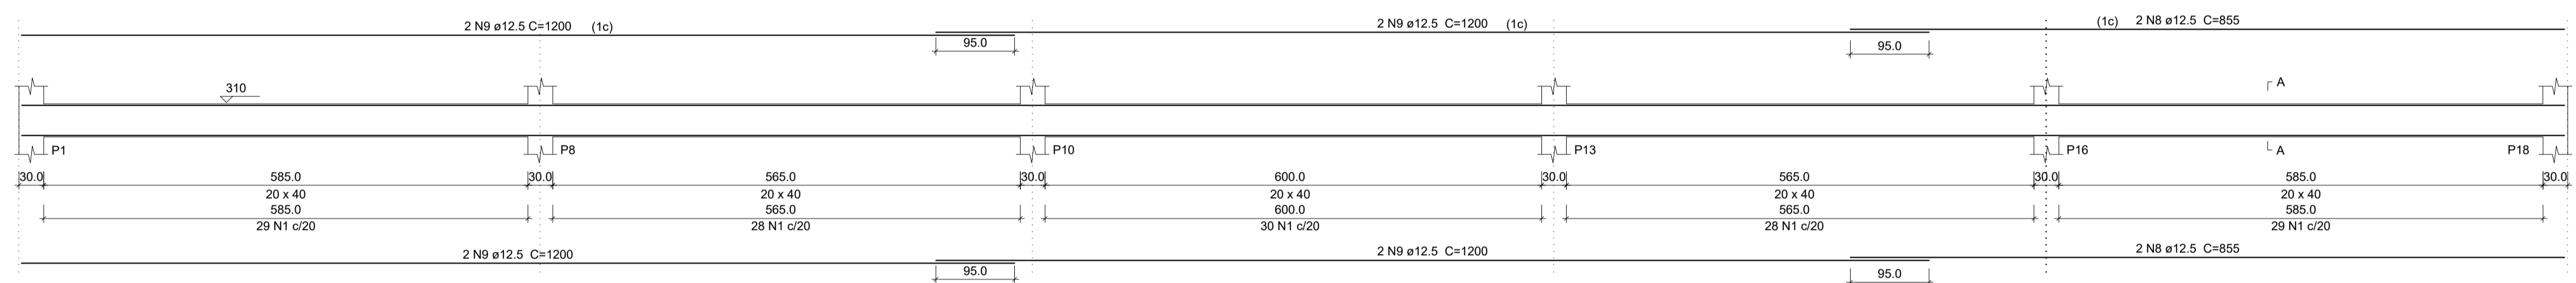 2 N9 ø12.5 C=1200 (1c) 2 N9 ø12.5 C=1200 (1c) (1c) 2 N8 ø12.5 C=855
95.0 95.0
310 A
P1 P8 P10 P13 P16 A P18
30.0 585.0 30.0 565.0 30.0 600.0 30.0 565.0 30.0 585.0 30.0
20 x 40 20 x 40 20 x 40 20 x 40 20 x 40
585.0 565.0 600.0 565.0 585.0
29 N1 c/20 28 N1 c/20 30 N1 c/20 28 N1 c/20 29 N1 c/20
2 N9 ø12.5 C=1200 2 N9 ø12.5 C=1200 2 N8 ø12.5 C=855
95.0 95.0